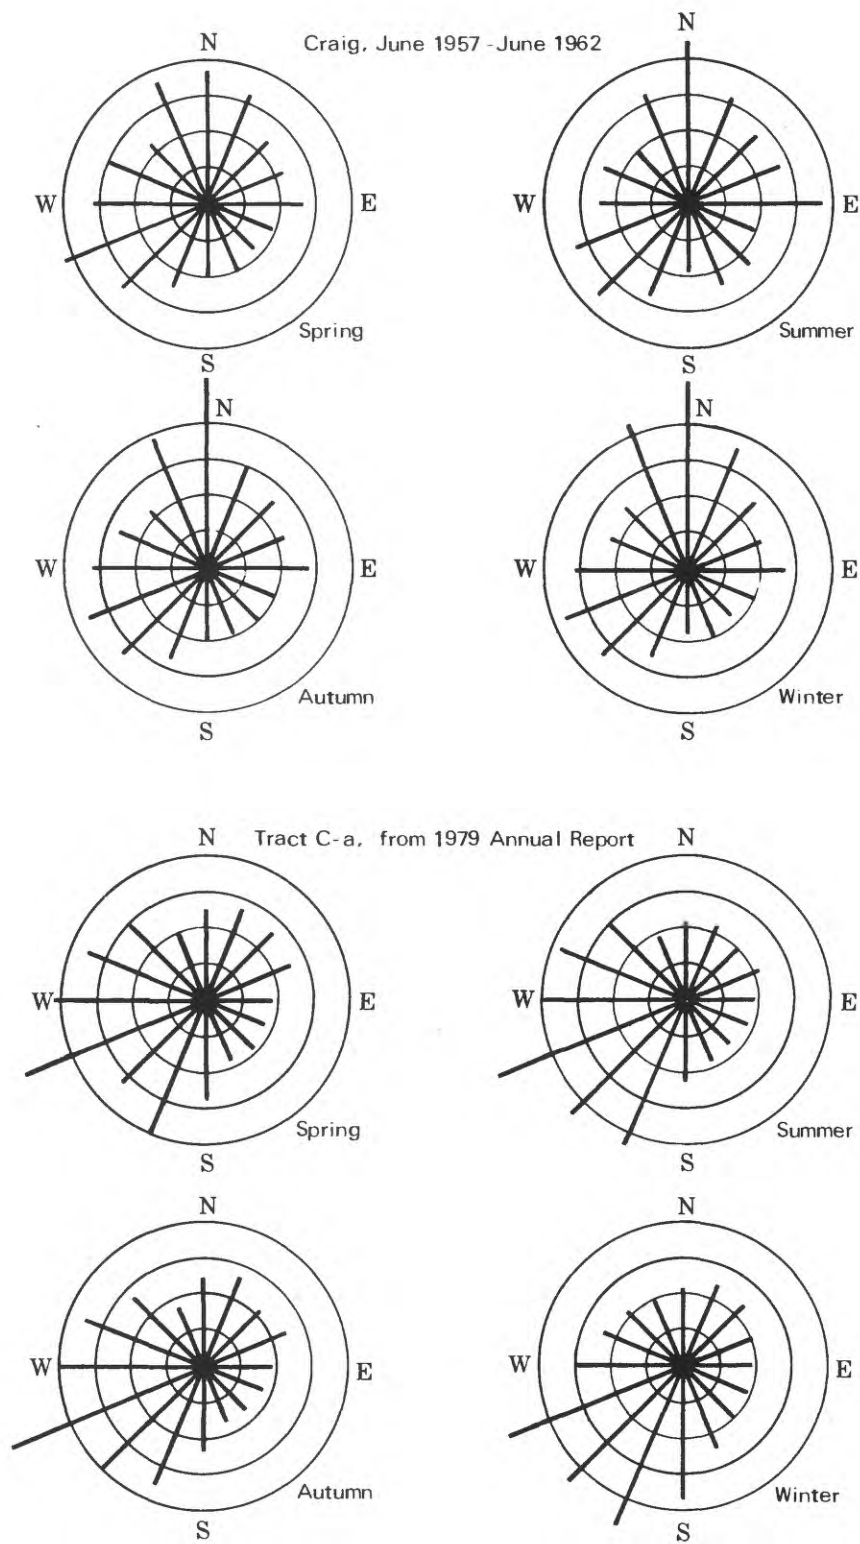 Craig, June 1957 - June 1962
N
W E
S
Spring
N
W E
S
Summer
N
W E
S
Autumn
N
W E
S
Winter
Tract C-a, from 1979 Annual Report
N
W E
S
Spring
N
W E
S
Summer
N
W E
S
Autumn
N
W E
S
Winter